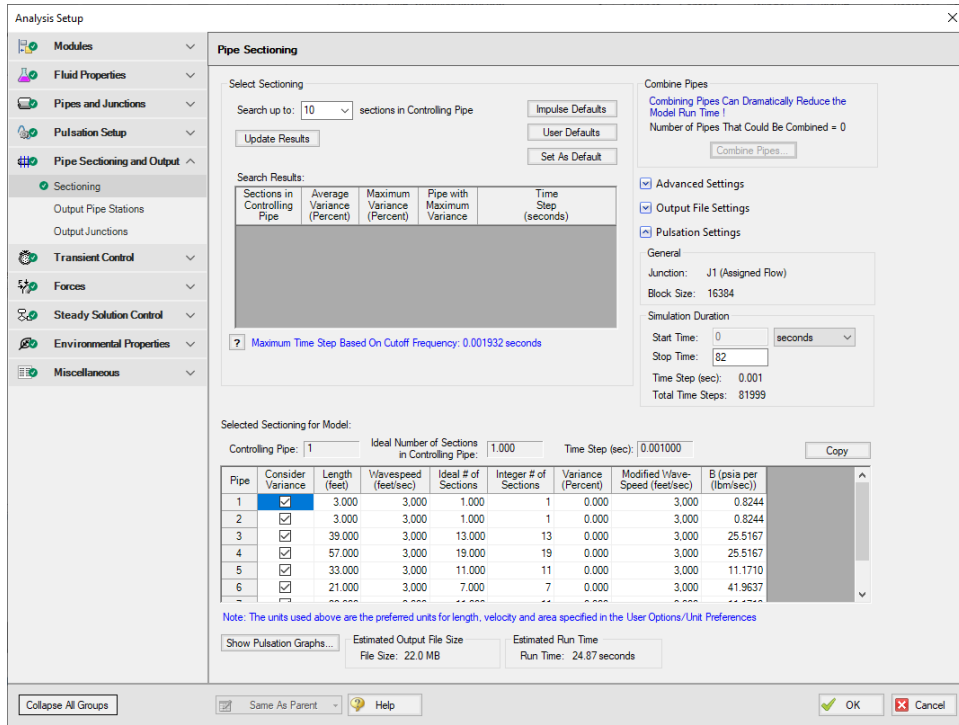 Analysis Setup
Modules
Fluid Properties
Pipes and Junctions
Pulsation Setup
Pipe Sectioning and Output
Sectioning
Output Pipe Stations
Output Junctions
Transient Control
Forces
Steady Solution Control
Environmental Properties
Miscellaneous
Pipe Sectioning
Select Sectioning
Search up to: 10 sections in Controlling Pipe
Update Results
Impulse Defaults
User Defaults
Set As Default
Search Results:
Sections in Controlling Pipe Average Variance (Percent) Maximum Variance (Percent) Pipe with Maximum Variance Time Step (seconds)
? Maximum Time Step Based On Cutoff Frequency: 0.001932 seconds
Combine Pipes
Combining Pipes Can Dramatically Reduce the
Model Run Time !
Number of Pipes That Could Be Combined = 0
Combine Pipes...
Advanced Settings
Output File Settings
Pulsation Settings
General
Junction: J1 (Assigned Flow)
Block Size: 16384
Simulation Duration
Start Time: 0 seconds
Stop Time: 82
Time Step (sec): 0.001
Total Time Steps: 81999
Selected Sectioning for Model:
Controlling Pipe: 1 Ideal Number of Sections in Controlling Pipe: 1.000 Time Step (sec): 0.001000
Copy
Pipe Consider Variance Length (feet) Wavespeed (feet/sec) Ideal # of Sections Integer # of Sections Variance (Percent) Modified Wave-Speed (feet/sec) B (psia per (lbm/sec))
1 3.000 3,000 1.000 1 0.000 3,000 0.8244
2 3.000 3,000 1.000 1 0.000 3,000 0.8244
3 39.000 3,000 13.000 13 0.000 3,000 25.5167
4 57.000 3,000 19.000 19 0.000 3,000 25.5167
5 33.000 3,000 11.000 11 0.000 3,000 11.1710
6 21.000 3,000 7.000 7 0.000 3,000 41.9637
Note: The units used above are the preferred units for length, velocity and area specified in the User Options/Unit Preferences
Show Pulsation Graphs...
Estimated Output File Size
File Size: 22.0 MB
Estimated Run Time
Run Time: 24.87 seconds
Collapse All Groups
Same As Parent
Help
OK
Cancel